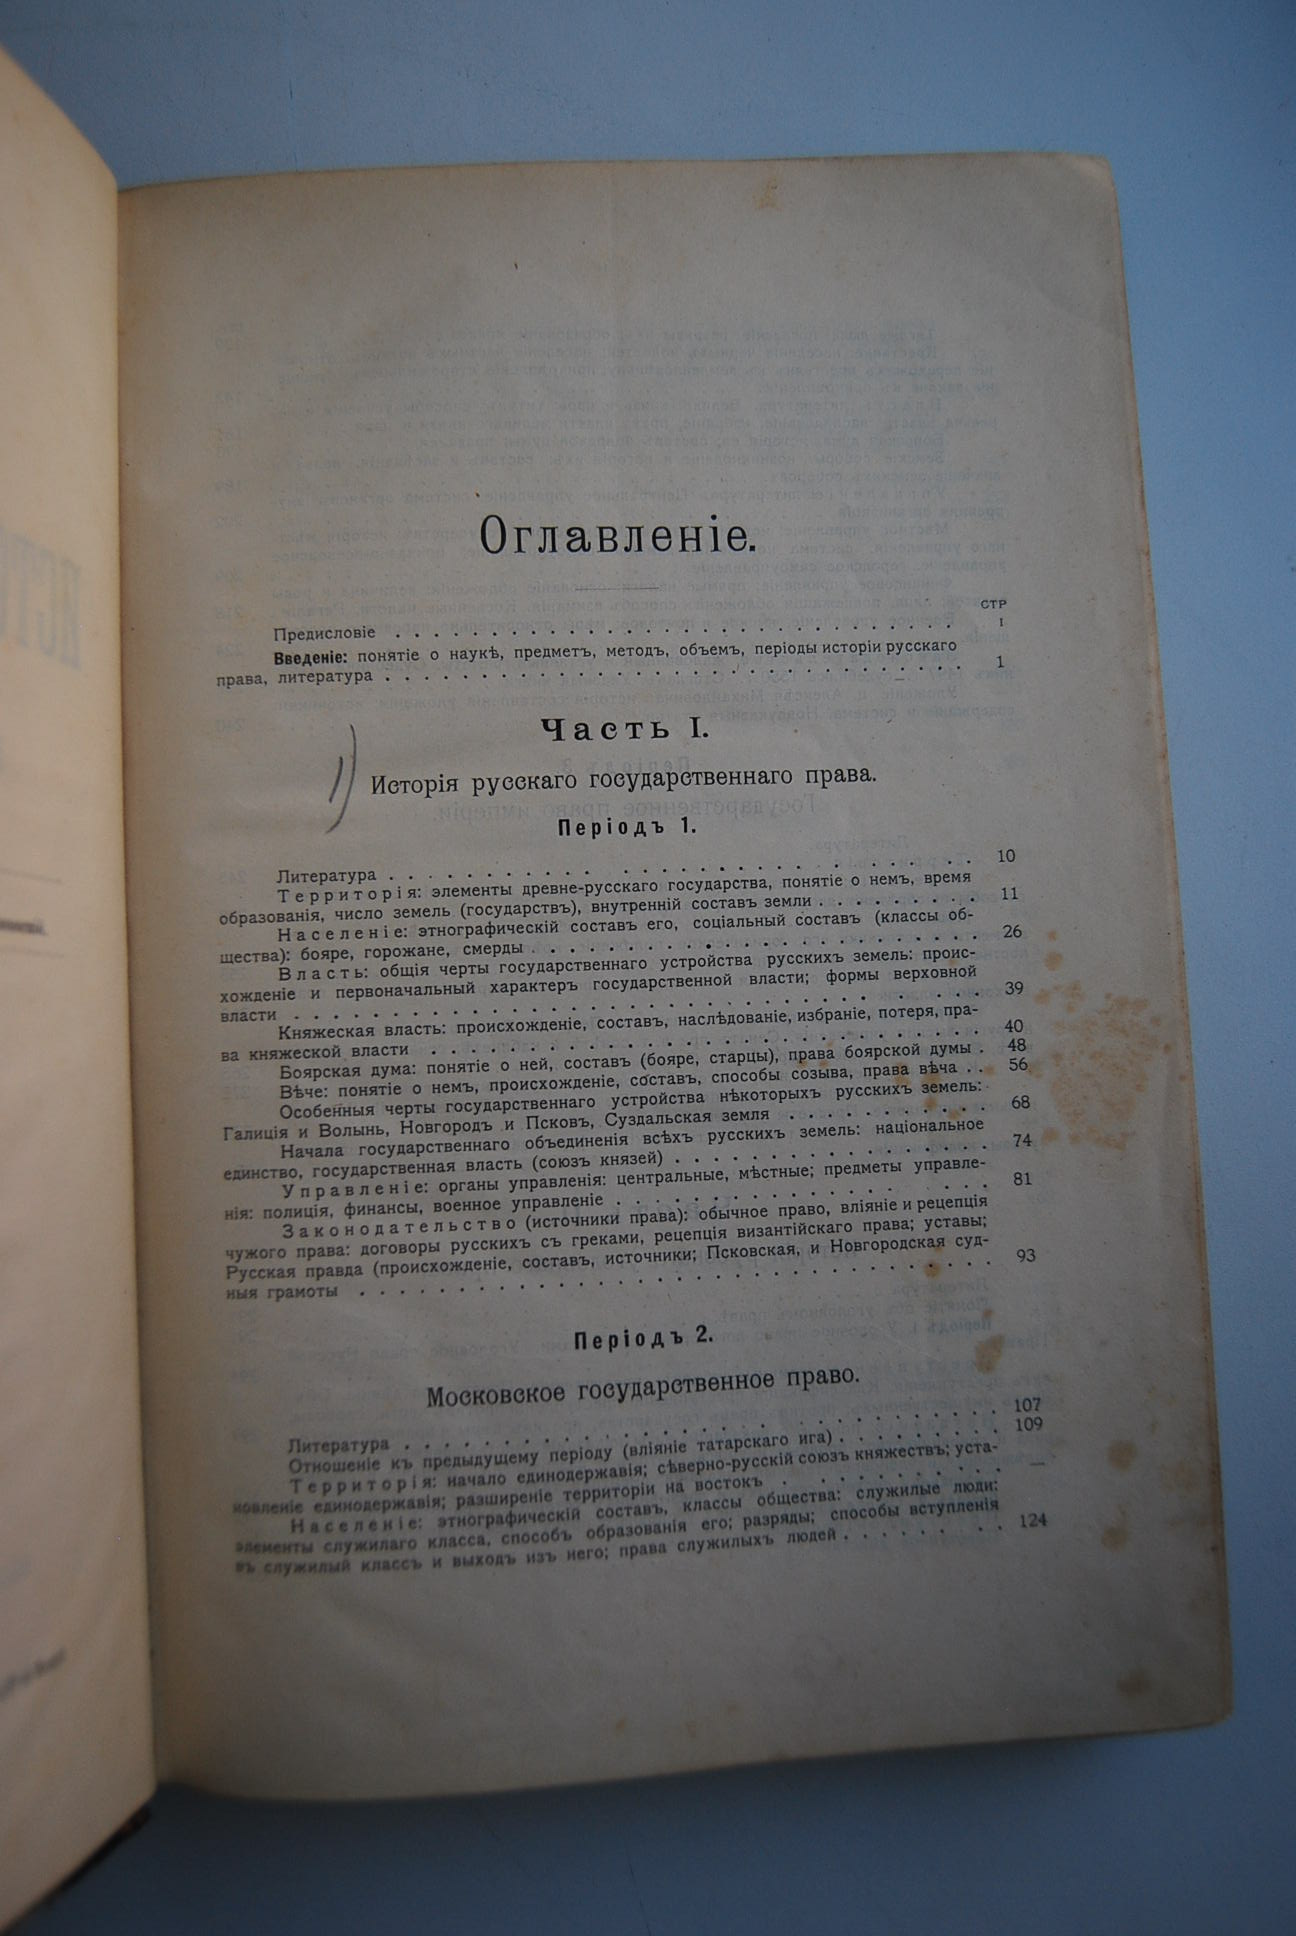 Оглавленіе.
СТР
Предисловіе . . . . . . . . . . . . . . . . . . . . . . . . . . . . . . I
Введеніе: понятіе о наукѣ, предметъ, методъ, объемъ, періоды исторіи русскаго
права, литература . . . . . . . . . . . . . . . . . . . . . . . . . . . . . . 1
Часть I.
Исторія русскаго государственнаго права.
Періодъ 1.
Литература . . . . . . . . . . . . . . . . . . . . . . . . . . . . . . 10
Территорія: элементы древне-русскаго государства, понятіе о немъ, время
образованія, число земель (государствъ), внутренній составъ земли . . . . . . . . . 11
Населеніе: этнографическій составъ его, соціальный составъ (классы об-
щества): бояре, горожане, смерды . . . . . . . . . . . . . . . . . . . . . . . 26
Власть: общія черты государственнаго устройства русскихъ земель: проис-
хожденіе и первоначальный характеръ государственной власти; формы верховной
власти . . . . . . . . . . . . . . . . . . . . . . . . . . . . . . . . . . 39
Княжеская власть: происхожденіе, составъ, наслѣдованіе, избраніе, потеря, пра-
ва княжеской власти . . . . . . . . . . . . . . . . . . . . . . . . . . . . 40
Боярская дума: понятіе о ней, составъ (бояре, старцы), права боярской думы . 48
Вѣче: понятіе о немъ, происхожденіе, составъ, способы созыва, права вѣча . . 56
Особенныя черты государственнаго устройства нѣкоторыхъ русскихъ земель:
Галиція и Волынь, Новгородъ и Псковъ, Суздальская земля . . . . . . . . . . 68
Начала государственнаго объединенія всѣхъ русскихъ земель: національное
единство, государственная власть (союзъ князей) . . . . . . . . . . . . . . . . 74
Управленіе: органы управленія: центральные, мѣстные; предметы управле-
нія: полиція, финансы, военное управленіе . . . . . . . . . . . . . . . . . . . 81
Законодательство (источники права): обычное право, вліяніе и рецепція
чужого права: договоры русскихъ съ греками, рецепція византійскаго права; уставы;
Русская правда (происхожденіе, составъ, источники; Псковская, и Новгородская суд-
ныя грамоты . . . . . . . . . . . . . . . . . . . . . . . . . . . . . . . . 93
Періодъ 2.
Московское государственное право.
Литература . . . . . . . . . . . . . . . . . . . . . . . . . . . . . . 107
Отношеніе къ предыдущему періоду (вліяніе татарскаго ига) . . . . . . . . . 109
Территорія: начало единодержавія; сѣверно-русскій союзъ княжествъ; уста-
новленіе единодержавія; разширеніе территоріи на востокъ . . . . . . . . . . . —
Населеніе: этнографическій составъ, классы общества: служилые люди:
элементы служилаго класса, способъ образованія его; разряды; способы вступленія
въ служилый классъ и выходъ изъ него; права служилыхъ людей . . . . . . . . . 124